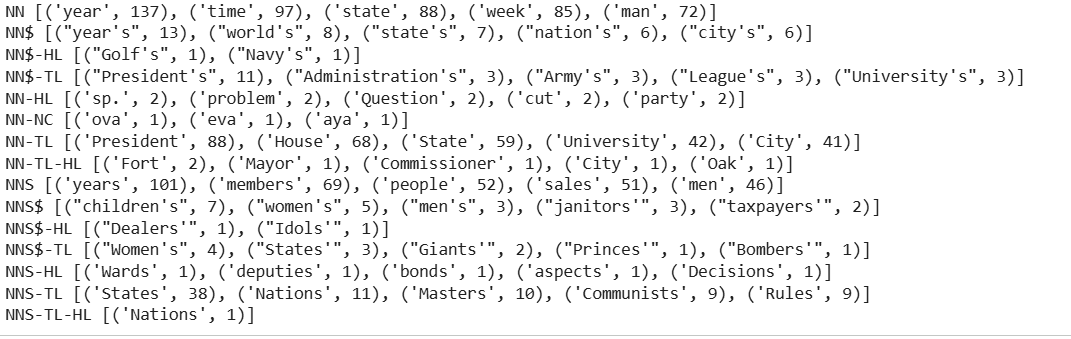 NN [('year', 137), ('time', 97), ('state', 88), ('week', 85), ('man', 72)]
NN$ [("year's", 13), ("world's", 8), ("state's", 7), ("nation's", 6), ("city's", 6)]
NN$-HL [("Golf's", 1), ("Navy's", 1)]
NN$-TL [("President's", 11), ("Administration's", 3), ("Army's", 3), ("League's", 3), ("University's", 3)]
NN-HL [('sp.', 2), ('problem', 2), ('Question', 2), ('cut', 2), ('party', 2)]
NN-NC [('ova', 1), ('eva', 1), ('aya', 1)]
NN-TL [('President', 88), ('House', 68), ('State', 59), ('University', 42), ('City', 41)]
NN-TL-HL [('Fort', 2), ('Mayor', 1), ('Commissioner', 1), ('City', 1), ('Oak', 1)]
NNS [('years', 101), ('members', 69), ('people', 52), ('sales', 51), ('men', 46)]
NNS$ [("children's", 7), ("women's", 5), ("men's", 3), ("janitors'", 3), ("taxpayers'", 2)]
NNS$-HL [("Dealers'", 1), ("Idols'", 1)]
NNS$-TL [("Women's", 4), ("States'", 3), ("Giants'", 2), ("Princes'", 1), ("Bombers'", 1)]
NNS-HL [('Wards', 1), ('deputies', 1), ('bonds', 1), ('aspects', 1), ('Decisions', 1)]
NNS-TL [('States', 38), ('Nations', 11), ('Masters', 10), ('Communists', 9), ('Rules', 9)]
NNS-TL-HL [('Nations', 1)]